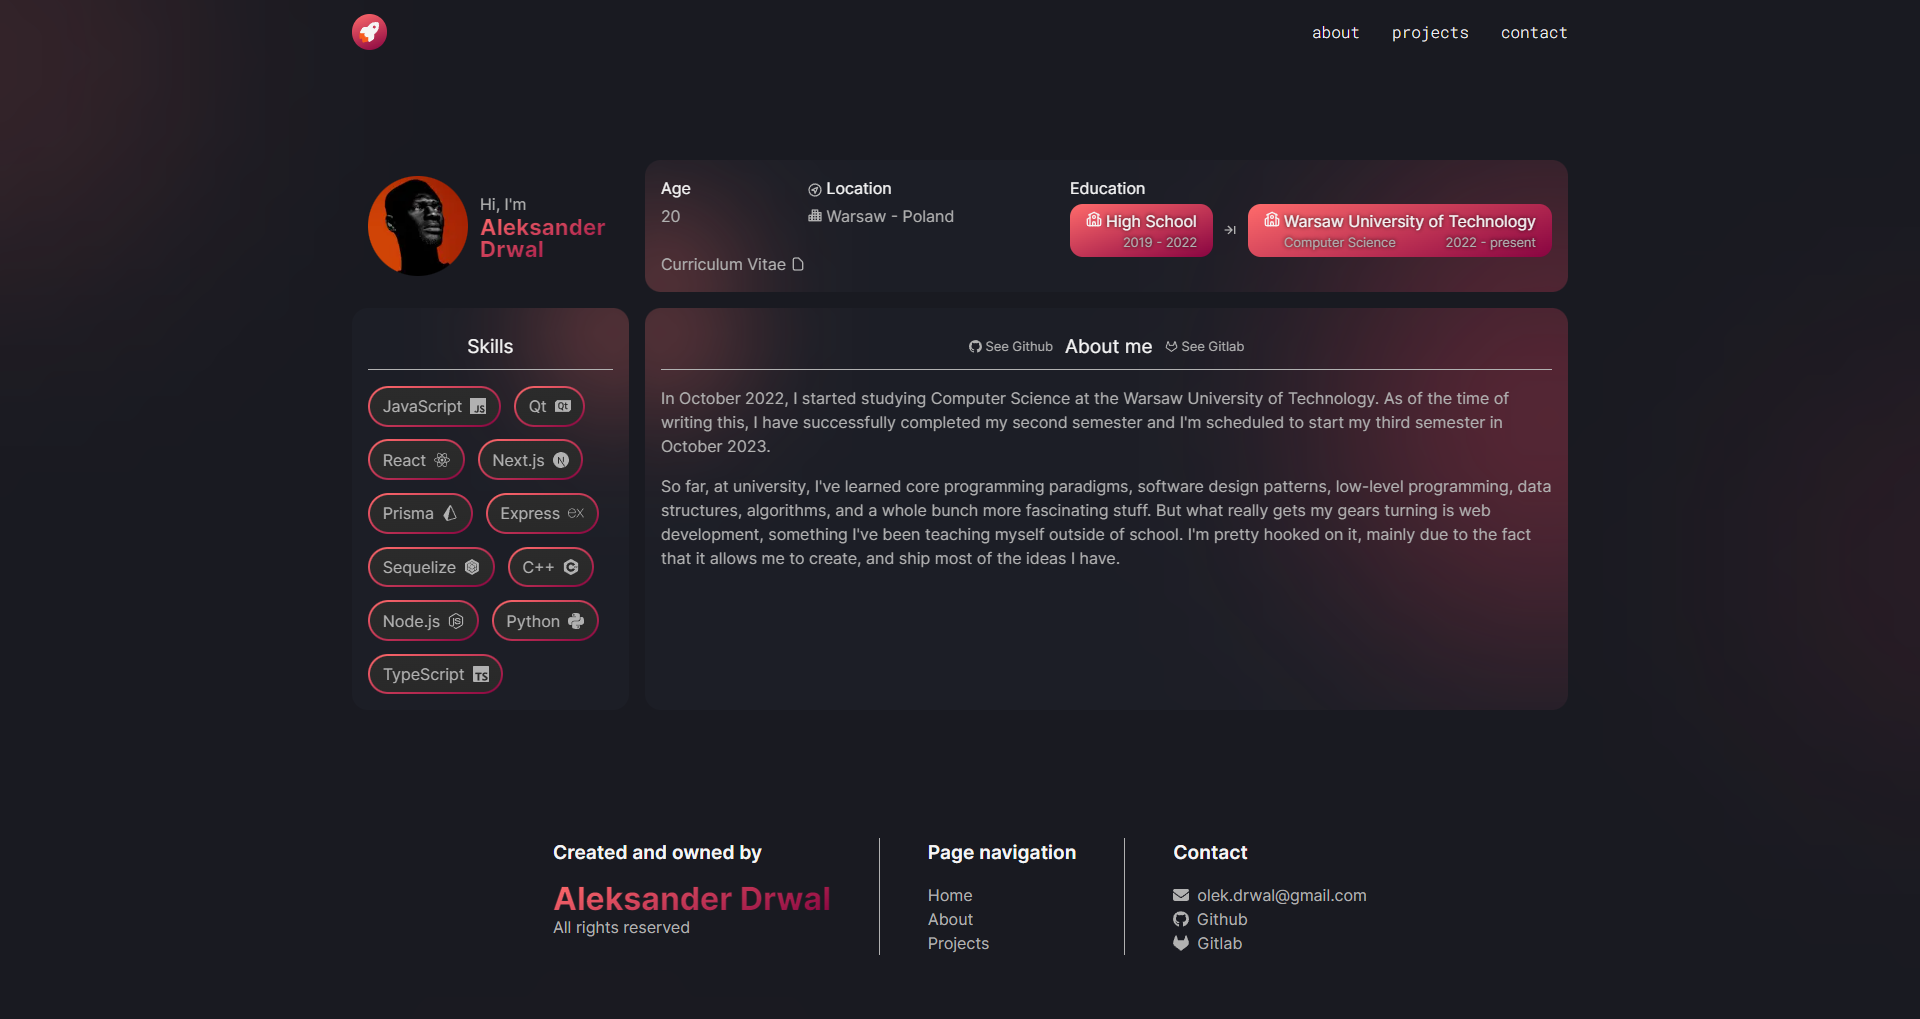 about projects contact
Hi, I'm
Aleksander
Drwal
Age
20
Location
Warsaw - Poland
Curriculum Vitae
Education
High School
2019 - 2022
Warsaw University of Technology
Computer Science 2022 - present
Skills
JavaScript JS Qt Qt
React Next.js N
Prisma Express ex
Sequelize C++ C
Node.js JS Python
TypeScript TS
See Github About me See Gitlab
In October 2022, I started studying Computer Science at the Warsaw University of Technology. As of the time of
writing this, I have successfully completed my second semester and I'm scheduled to start my third semester in
October 2023.
So far, at university, I've learned core programming paradigms, software design patterns, low-level programming, data
structures, algorithms, and a whole bunch more fascinating stuff. But what really gets my gears turning is web
development, something I've been teaching myself outside of school. I'm pretty hooked on it, mainly due to the fact
that it allows me to create, and ship most of the ideas I have.
Created and owned by
Aleksander Drwal
All rights reserved
Page navigation
Home
About
Projects
Contact
olek.drwal@gmail.com
Github
Gitlab